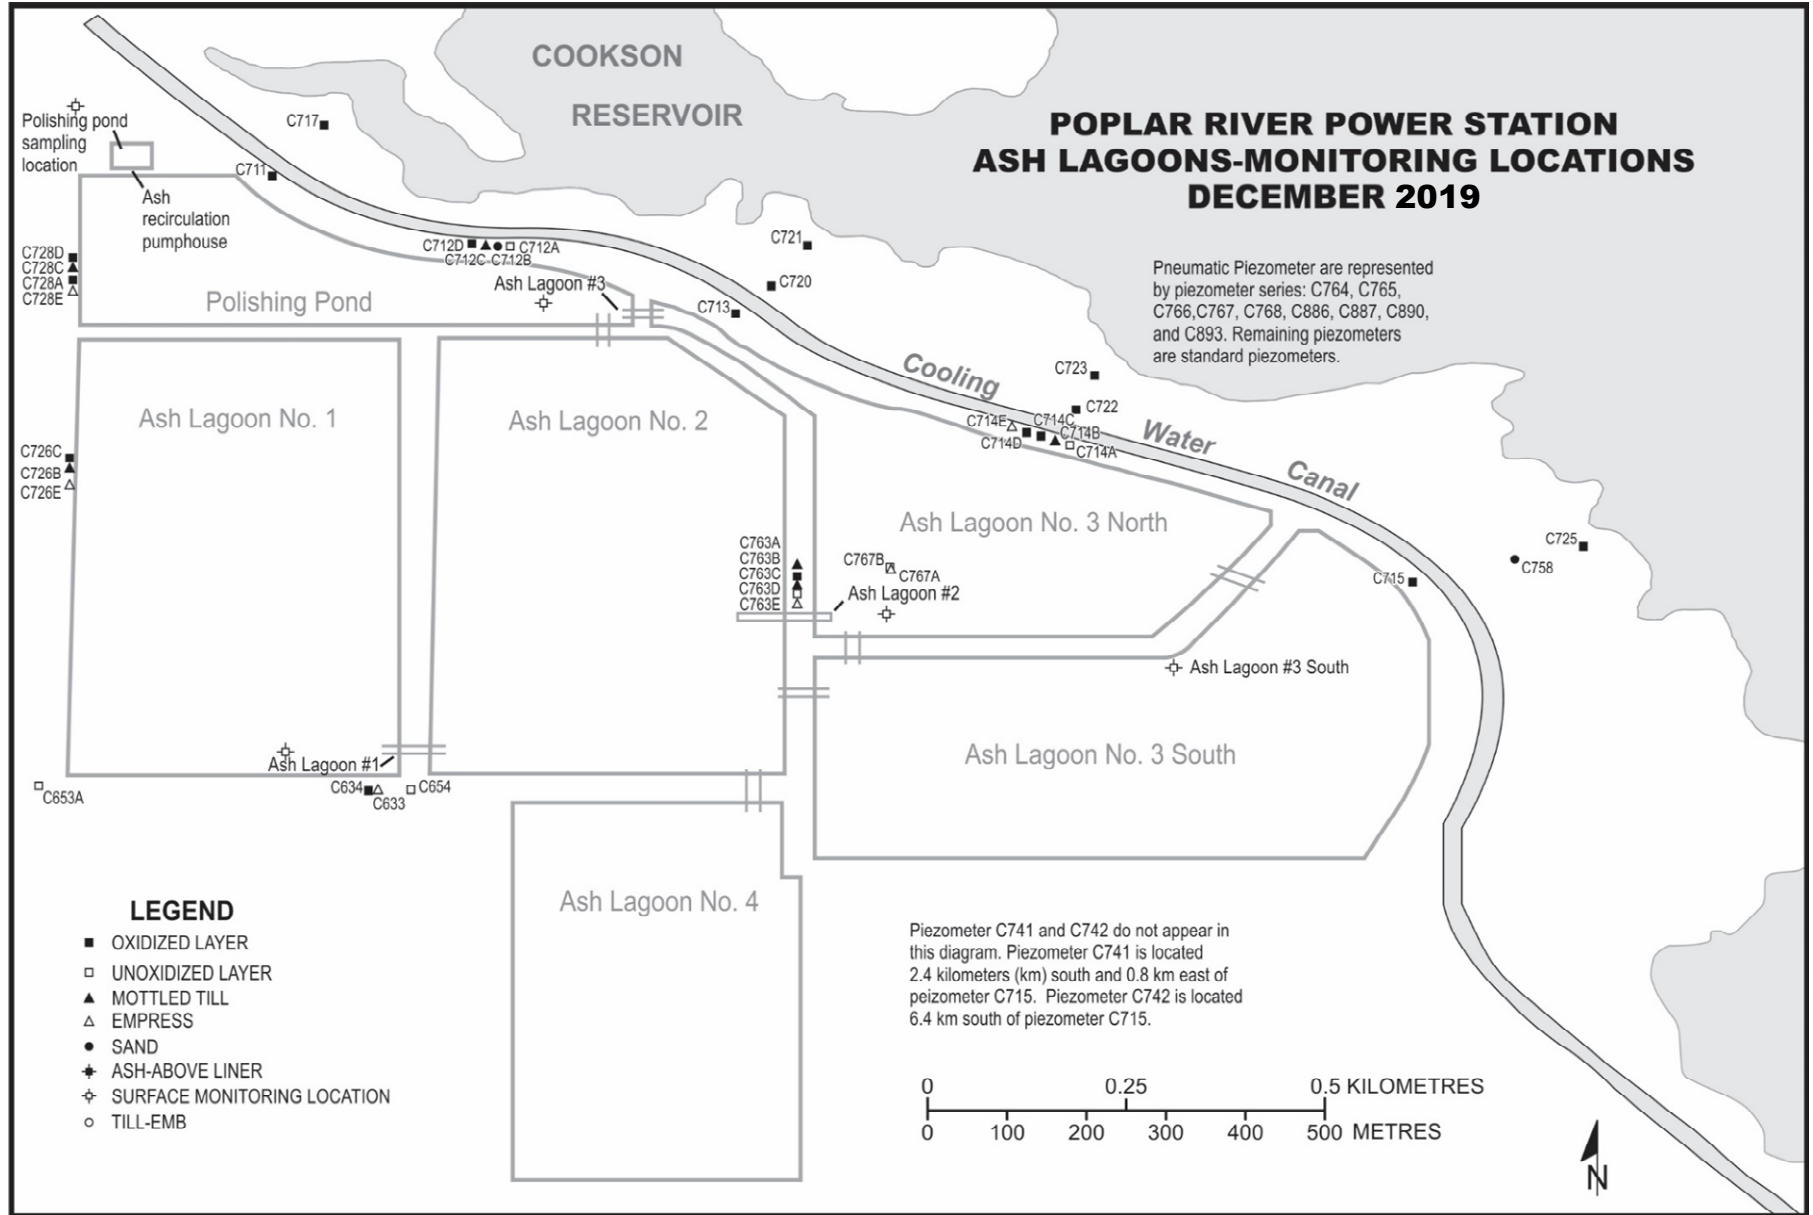 COOKSON
RESERVOIR
POPLAR RIVER POWER STATION
ASH LAGOONS-MONITORING LOCATIONS
DECEMBER 2019
Polishing pond
sampling
location
Ash
recirculation
pumphouse
C717
C711
C728D
C728C
C728A
C728E
C712D
C712A
C712C
C712B
Ash Lagoon #3
Polishing Pond
C721
C720
C713
Pneumatic Piezometer are represented
by piezometer series: C764, C765,
C766,C767, C768, C886, C887, C890,
and C893. Remaining piezometers
are standard piezometers.
Cooling
Water
Canal
C723
C722
C714E
C714C
C714B
C714D
C714A
Ash Lagoon No. 1
Ash Lagoon No. 2
C726C
C726B
C726E
Ash Lagoon No. 3 North
C763A
C763B
C763C
C763D
C763E
C767B
C767A
Ash Lagoon #2
C725
C758
C715
Ash Lagoon #3 South
Ash Lagoon No. 3 South
Ash Lagoon #1
C653A
C634
C633
C654
Ash Lagoon No. 4
LEGEND
OXIDIZED LAYER
UNOXIDIZED LAYER
MOTTLED TILL
EMPRESS
SAND
ASH-ABOVE LINER
SURFACE MONITORING LOCATION
TILL-EMB
Piezometer C741 and C742 do not appear in
this diagram. Piezometer C741 is located
2.4 kilometers (km) south and 0.8 km east of
peizometer C715. Piezometer C742 is located
6.4 km south of piezometer C715.
0 0.25 0.5 KILOMETRES
0 100 200 300 400 500 METRES
N